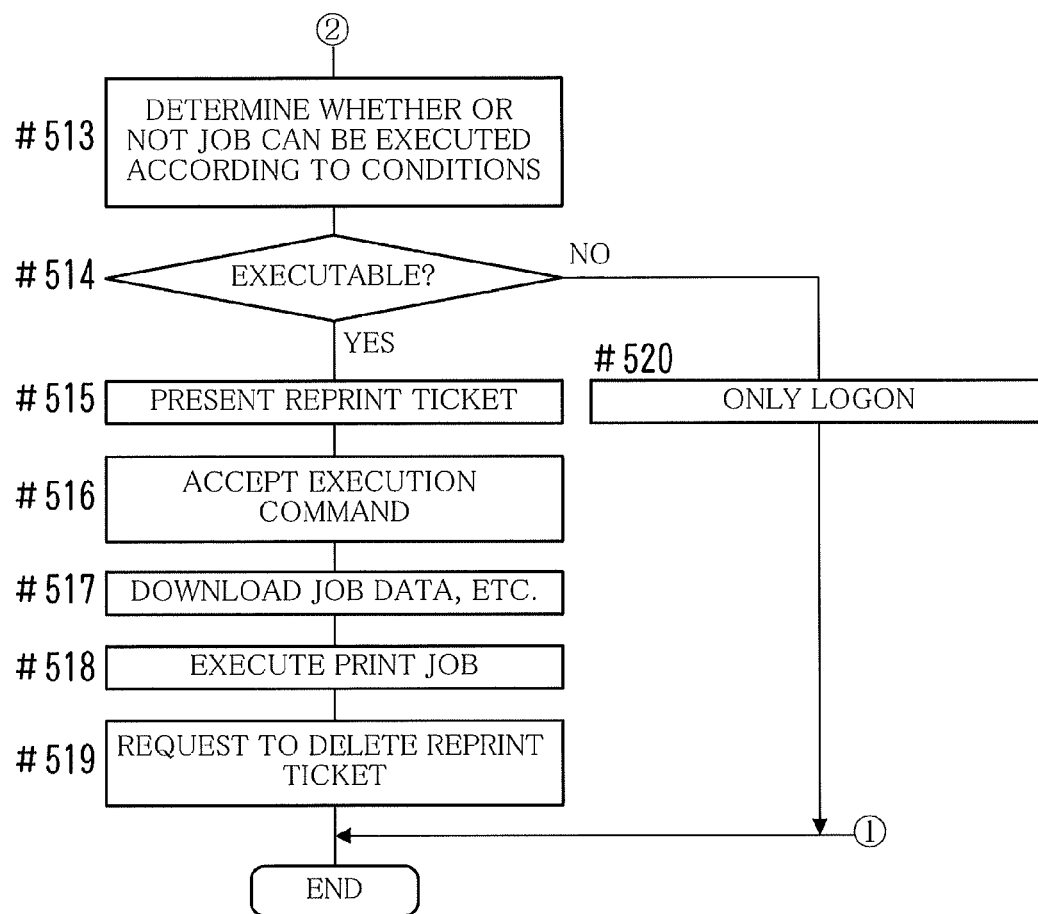 ②
#513
DETERMINE WHETHER OR
NOT JOB CAN BE EXECUTED
ACCORDING TO CONDITIONS
#514
EXECUTABLE?
NO
YES
#520
#515
PRESENT REPRINT TICKET
ONLY LOGON
#516
ACCEPT EXECUTION
COMMAND
#517
DOWNLOAD JOB DATA, ETC.
#518
EXECUTE PRINT JOB
#519
REQUEST TO DELETE REPRINT
TICKET
①
END